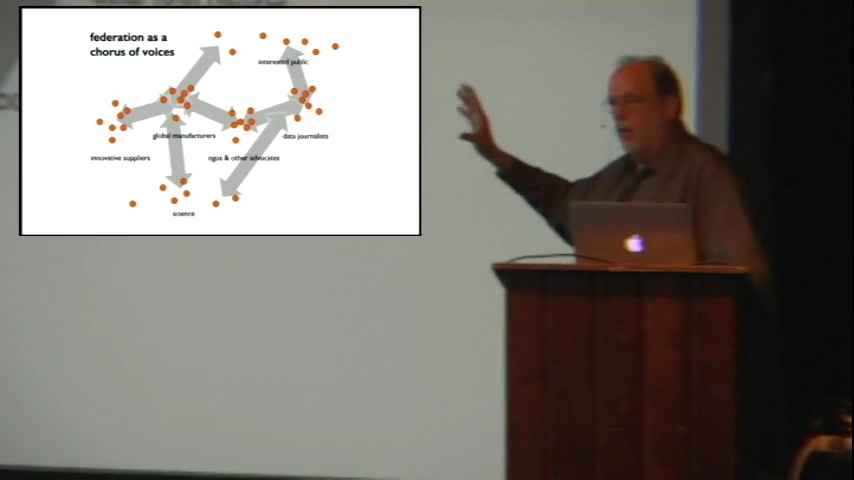 federation as a
chorus of voices
interested public
global manufacturers
data journalists
innovative suppliers
ngos & other advocates
science